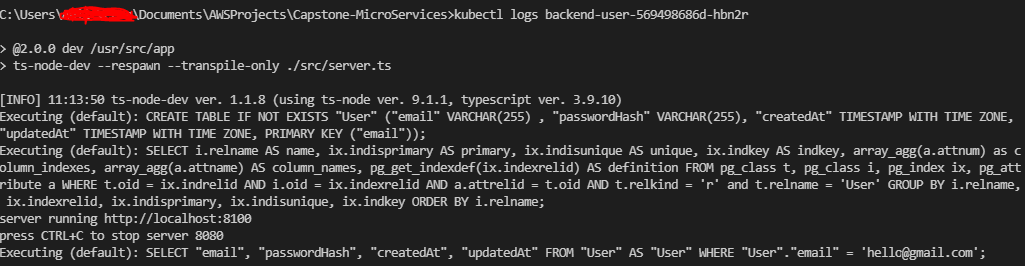 C:\Users\ \Documents\AWSProjects\Capstone-MicroServices>kubectl logs backend-user-569498686d-hbn2r
> @2.0.0 dev /usr/src/app
> ts-node-dev --respawn --transpile-only ./src/server.ts
[INFO] 11:13:50 ts-node-dev ver. 1.1.8 (using ts-node ver. 9.1.1, typescript ver. 3.9.10)
Executing (default): CREATE TABLE IF NOT EXISTS "User" ("email" VARCHAR(255) , "passwordHash" VARCHAR(255), "createdAt" TIMESTAMP WITH TIME ZONE,
"updatedAt" TIMESTAMP WITH TIME ZONE, PRIMARY KEY ("email"));
Executing (default): SELECT i.relname AS name, ix.indisprimary AS primary, ix.indisunique AS unique, ix.indkey AS indkey, array_agg(a.attnum) as c
olumn_indexes, array_agg(a.attname) AS column_names, pg_get_indexdef(ix.indexrelid) AS definition FROM pg_class t, pg_class i, pg_index ix, pg_att
ribute a WHERE t.oid = ix.indrelid AND i.oid = ix.indexrelid AND a.attrelid = t.oid AND t.relkind = 'r' and t.relname = 'User' GROUP BY i.relname,
ix.indexrelid, ix.indisprimary, ix.indisunique, ix.indkey ORDER BY i.relname;
server running http://localhost:8100
press CTRL+C to stop server 8080
Executing (default): SELECT "email", "passwordHash", "createdAt", "updatedAt" FROM "User" AS "User" WHERE "User"."email" = 'hello@gmail.com';